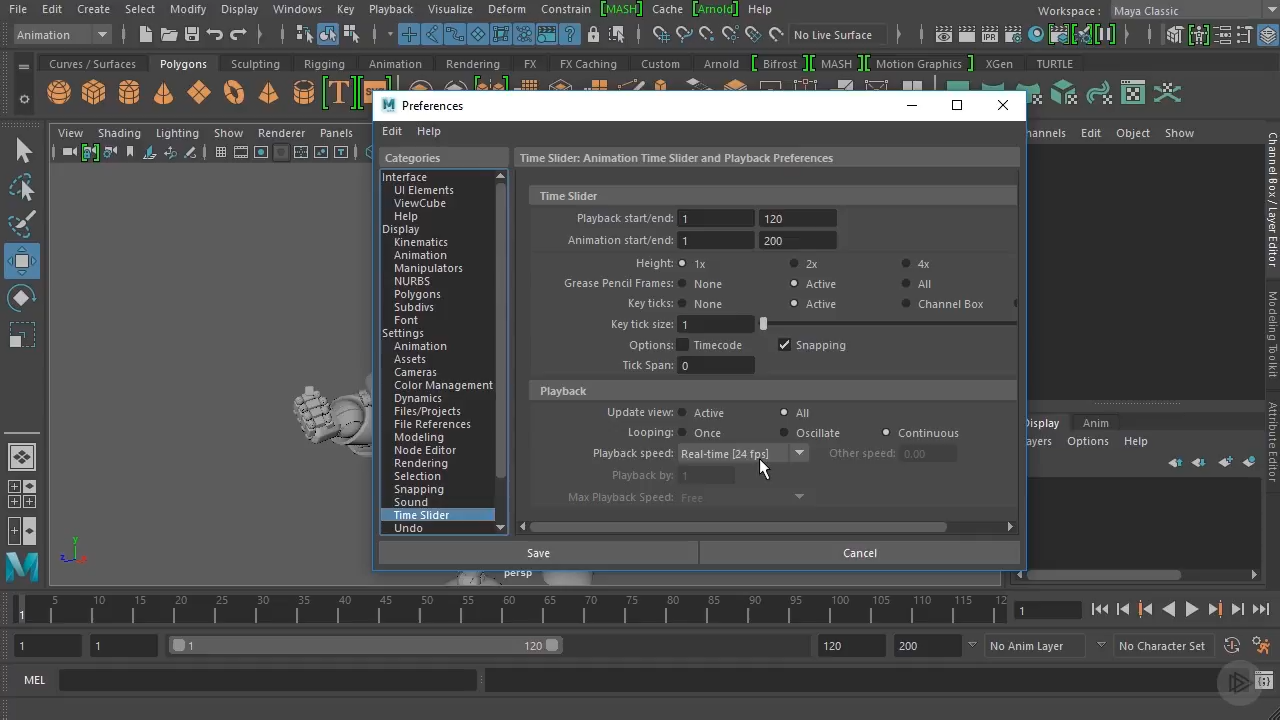 File Edit Create Select Modify Display Windows Key Playback Visualize Deform Constrain [MASH] Cache [Arnold] Help
Workspace : Maya Classic
Animation
No Live Surface
Curves / Surfaces Polygons Sculpting Rigging Animation Rendering FX FX Caching Custom Arnold [ Bifrost ] [ MASH ] [ Motion Graphics ] XGen TURTLE
Preferences
View Shading Lighting Show Renderer Panels
Edit Help
Edit Object Show
Categories
Time Slider: Animation Time Slider and Playback Preferences
Interface
UI Elements
ViewCube
Help
Display
Kinematics
Animation
Manipulators
NURBS
Polygons
Subdivs
Font
Settings
Animation
Assets
Cameras
Color Management
Dynamics
Files/Projects
File References
Modeling
Node Editor
Rendering
Selection
Snapping
Sound
Time Slider
Undo
Time Slider
Playback start/end: 1 120
Animation start/end: 1 200
Height: 1x 2x 4x
Grease Pencil Frames: None Active All
Key ticks: None Active Channel Box
Key tick size: 1
Options: Timecode Snapping
Tick Span: 0
Playback
Update view: Active All
Looping: Once Oscillate Continuous
Playback speed: Real-time [24 fps] Other speed: 0.00
Playback by: 1
Max Playback Speed: Free
Save Cancel
Channel Box / Layer Editor
Modeling Toolkit
Attribute Editor
Anim
Options Help
y
z
persp
1 5 10 15 20 25 30 35 40 45 50 55 60 65 70 75 80 85 90 95 100 105 110 115 12
1
1 1 1 120 120 200 No Anim Layer No Character Set
MEL